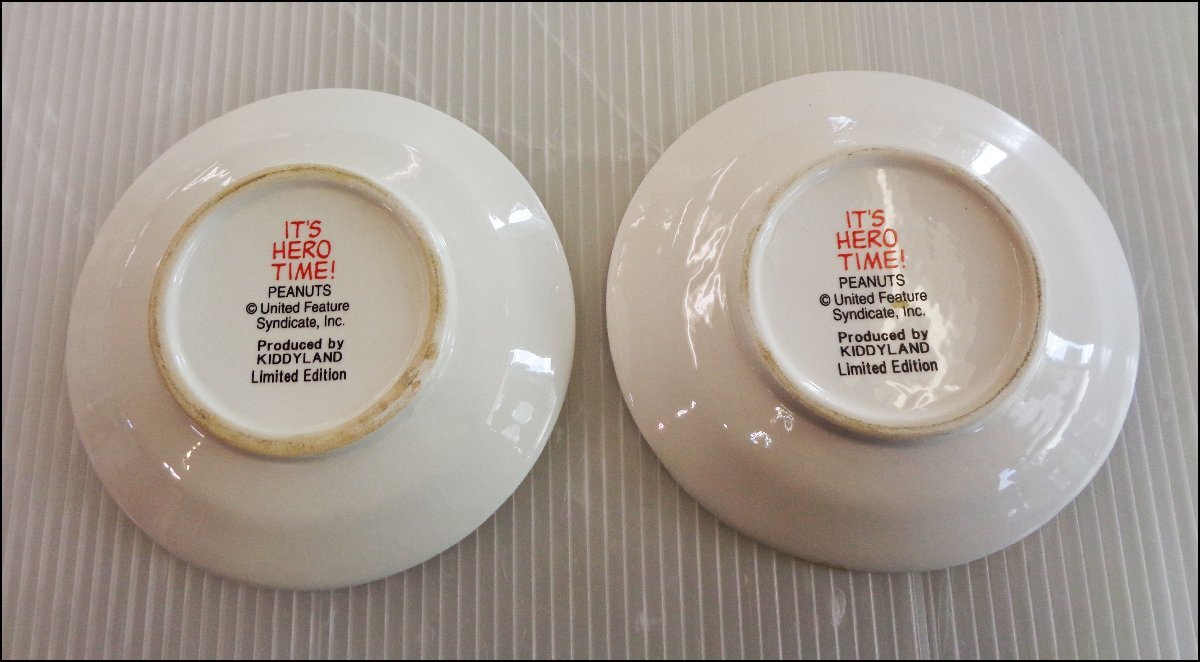 IT'S
HERO
TIME!
PEANUTS
© United Feature
Syndicate, Inc.
Produced by
KIDDYLAND
Limited Edition
IT'S
HERO
TIME!
PEANUTS
© United Feature
Syndicate, Inc.
Produced by
KIDDYLAND
Limited Edition